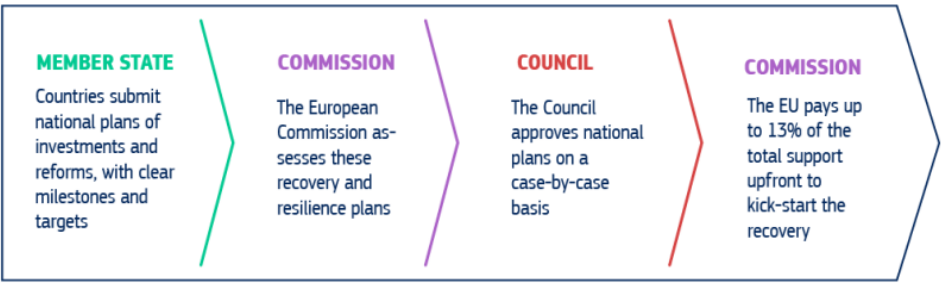 MEMBER STATE
Countries submit
national plans of
investments and
reforms, with clear
milestones and
targets
COMMISSION
The European
Commission as-
sesses these
recovery and
resilience plans
COUNCIL
The Council
approves national
plans on a
case-by-case
basis
COMMISSION
The EU pays up
to 13% of the
total support
upfront to
kick-start the
recovery